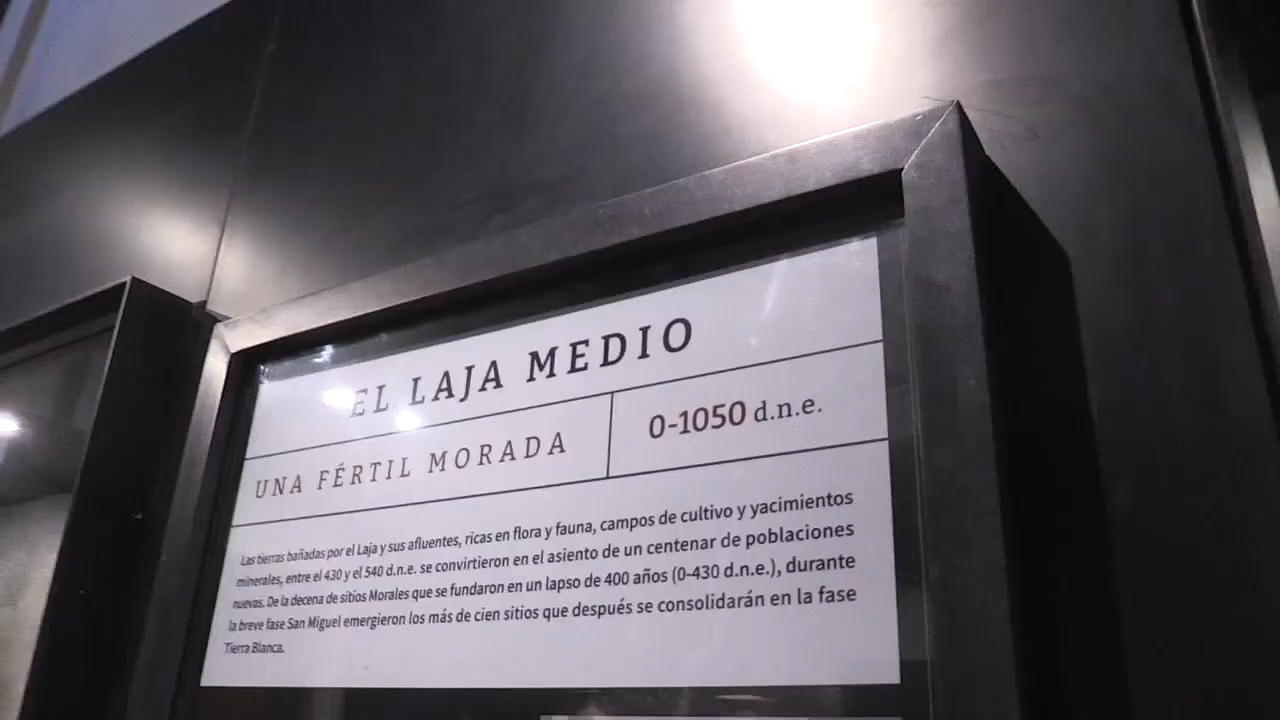 EL LAJA MEDIO
UNA FÉRTIL MORADA
0-1050 d.n.e.
Las tierras bañadas por el Laja y sus afluentes, ricas en flora y fauna, campos de cultivo y yacimientos
minerales, entre el 430 y el 540 d.n.e. se convirtieron en el asiento de un centenar de poblaciones
nuevas. De la decena de sitios Morales que se fundaron en un lapso de 400 años (0-430 d.n.e.), durante
la breve fase San Miguel emergieron los más de cien sitios que después se consolidarán en la fase
Tierra Blanca.